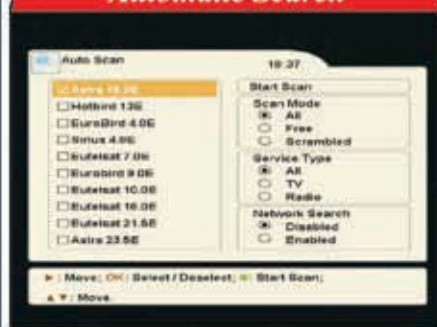 Automatic Search
Auto Scan
19:37
Astra 19.2E
Hotbird 13E
EuroBird 4.0E
Sirius 4.8E
Eutelsat 7.0E
Eurobird 9.0E
Eutelsat 10.0E
Eutelsat 16.0E
Eutelsat 21.5E
Astra 23.5E
Start Scan
Scan Mode
All
Free
Scrambled
Service Type
All
TV
Radio
Network Search
Disabled
Enabled
▶ : Move; OK : Select / Deselect; : Start Scan;
▲ ▼ : Move.